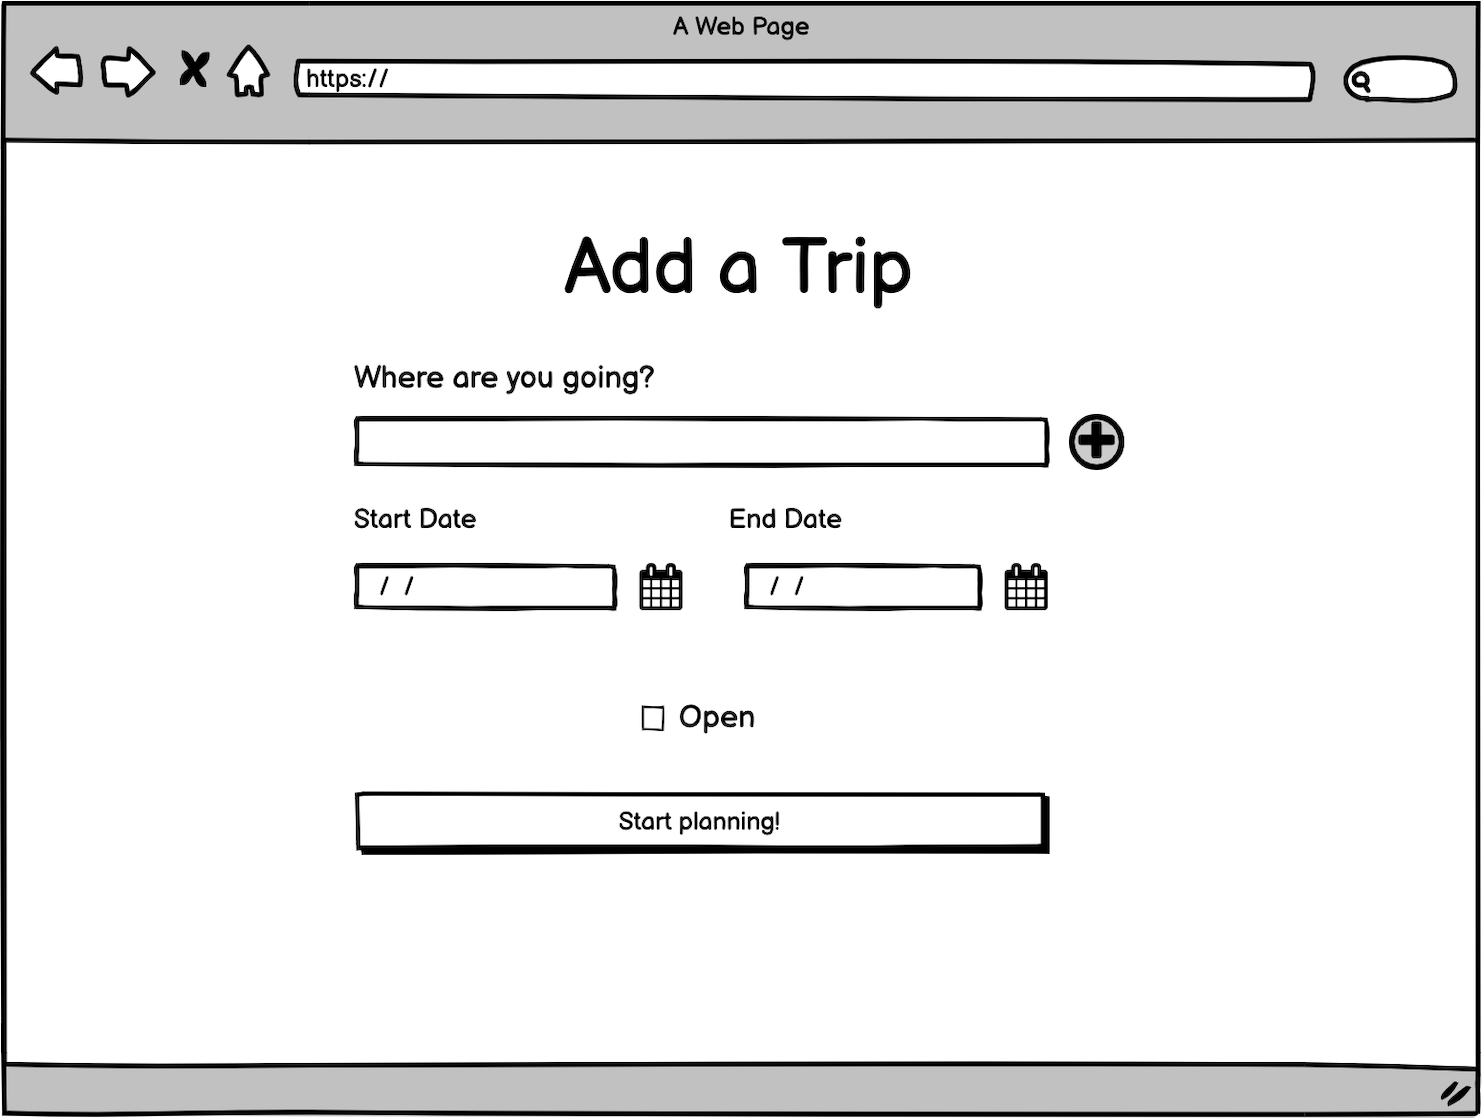 A Web Page
https://
Add a Trip
Where are you going?
Start Date
End Date
/ /
/ /
Open
Start planning!